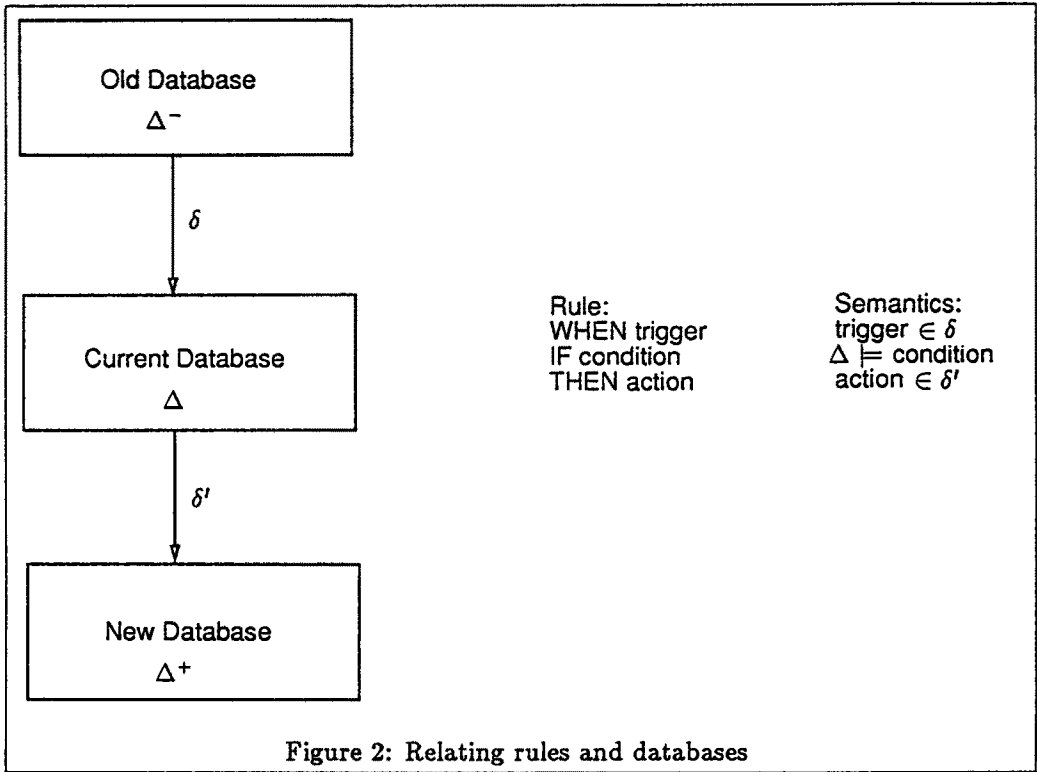 Old Database
Δ⁻
δ
Current Database
Δ
δ'
New Database
Δ⁺
Rule:
WHEN trigger
IF condition
THEN action
Semantics:
trigger ∈ δ
Δ ⊨ condition
action ∈ δ'
Figure 2: Relating rules and databases